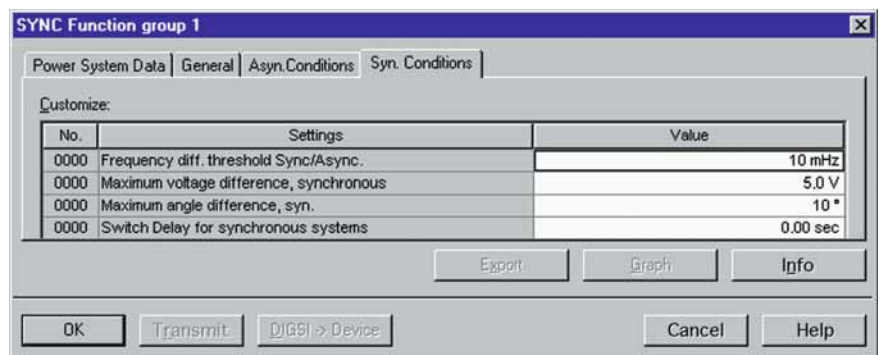 SYNC Function group 1
Power System Data General Asyn.Conditions Syn. Conditions
Customize:
No. Settings Value
0000 Frequency diff. threshold Sync/Async. 10 mHz
0000 Maximum voltage difference, synchronous 5.0 V
0000 Maximum angle difference, syn. 10 °
0000 Switch Delay for synchronous systems 0.00 sec
Export Graph Info
OK Transmit DIGSI -> Device Cancel Help